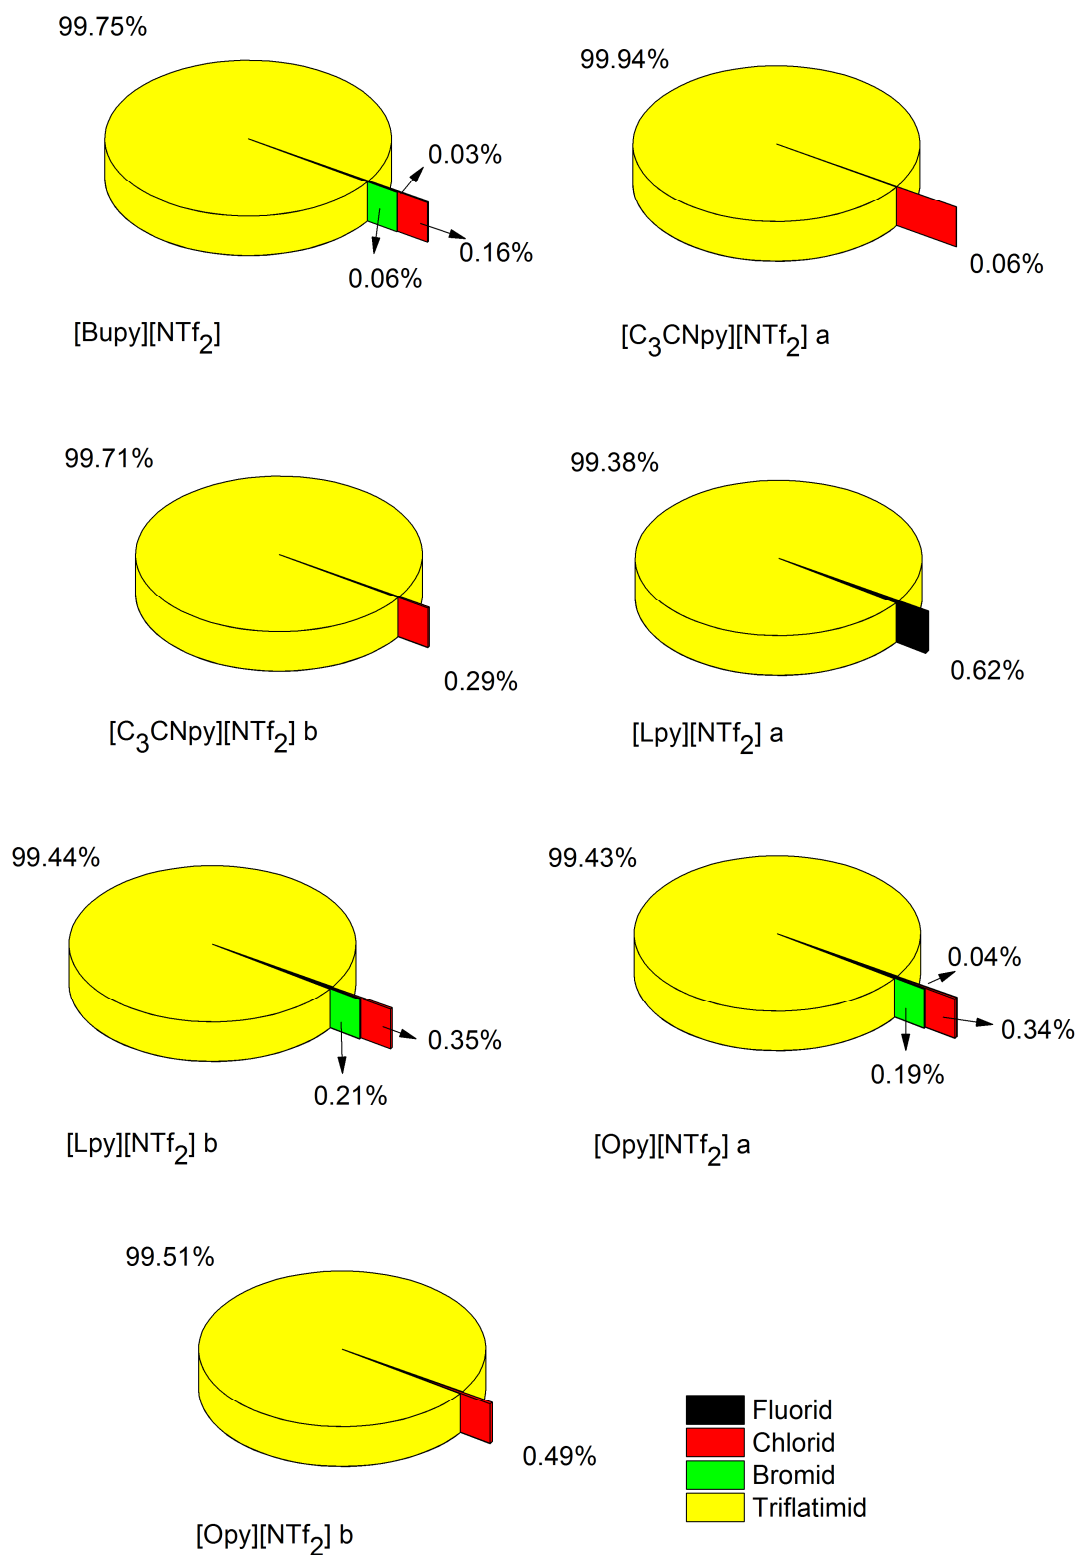 99.75%
0.03%
0.16%
0.06%
[Bupy][NTf2]
99.94%
0.06%
[C3CNpy][NTf2] a
99.71%
0.29%
[C3CNpy][NTf2] b
99.38%
0.62%
[Lpy][NTf2] a
99.44%
0.35%
0.21%
[Lpy][NTf2] b
99.43%
0.04%
0.34%
0.19%
[Opy][NTf2] a
99.51%
0.49%
[Opy][NTf2] b
Fluorid
Chlorid
Bromid
Triflatimid